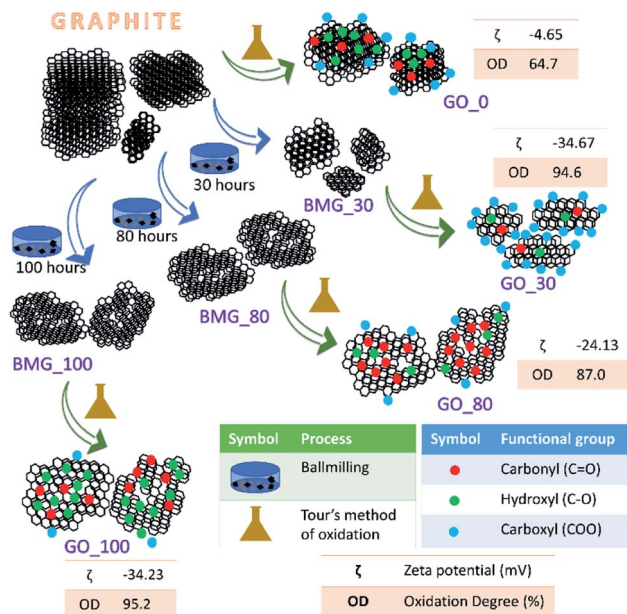 GRAPHITE
ζ -4.65
OD 64.7
GO_0
30 hours
BMG_30
ζ -34.67
OD 94.6
GO_30
80 hours
BMG_80
100 hours
BMG_100
ζ -24.13
OD 87.0
GO_80
Symbol Process
Ballmilling
Tour's method
of oxidation
Symbol Functional group
Carbonyl (C=O)
Hydroxyl (C-O)
Carboxyl (COO)
GO_100
ζ -34.23
OD 95.2
ζ Zeta potential (mV)
OD Oxidation Degree (%)